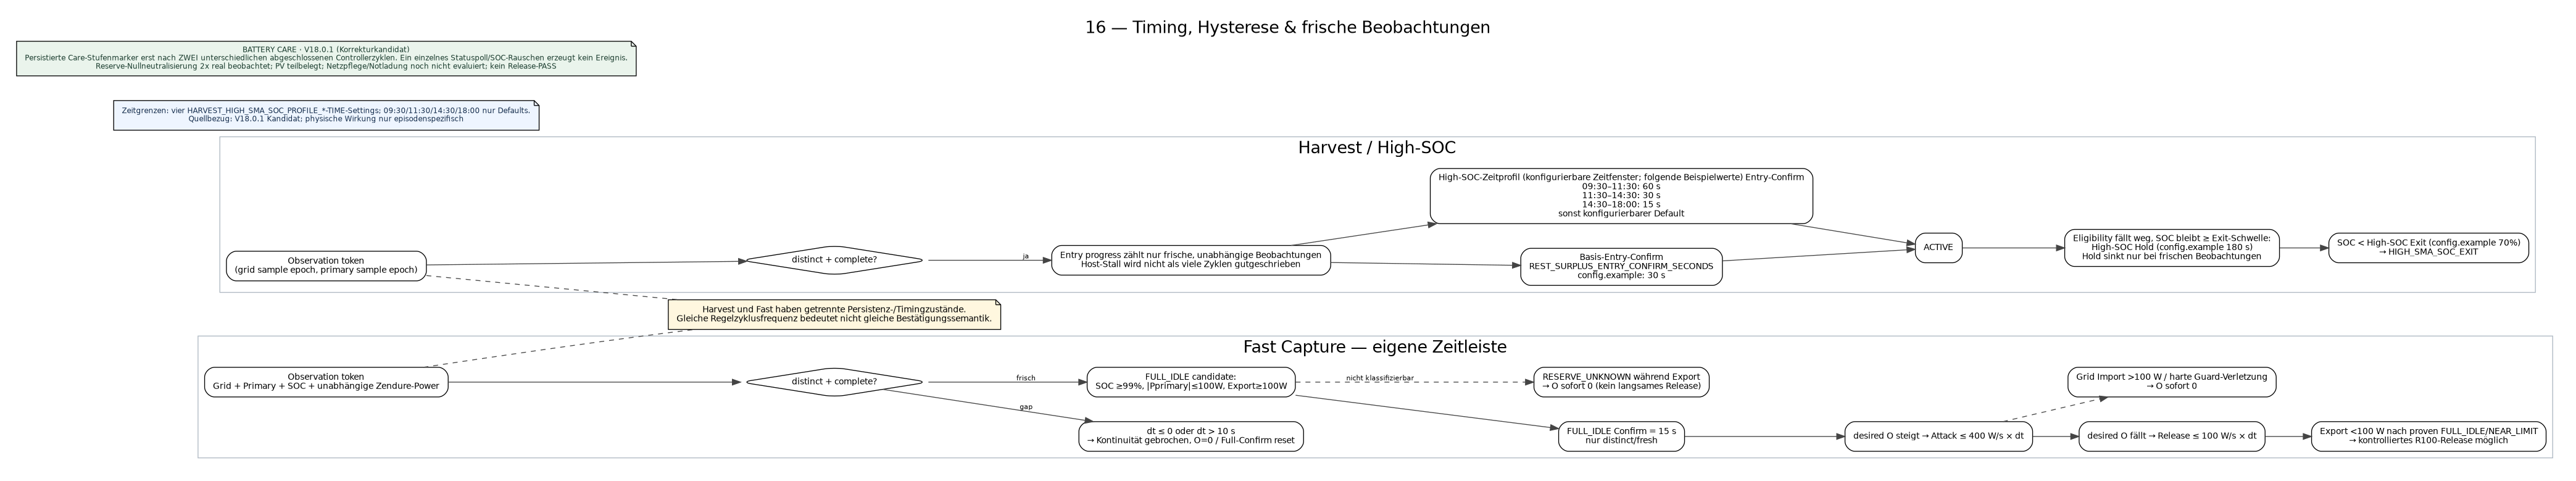 16 — Timing, Hysterese & frische Beobachtungen
BATTERY CARE · V18.0.1 (Korrekturkandidat)
Persistierte Care-Stufenmarker erst nach ZWEI unterschiedlichen abgeschlossenen Controllerzyklen. Ein einzelnes Statuspoll/SOC-Rauschen erzeugt kein Ereignis.
Reserve-Nullneutralisierung 2x real beobachtet; PV teilbelegt; Netzpflege/Notladung noch nicht evaluiert; kein Release-PASS
Zeitgrenzen: vier HARVEST_HIGH_SMA_SOC_PROFILE_*-TIME-Settings; 09:30/11:30/14:30/18:00 nur Defaults.
Quellbezug: V18.0.1 Kandidat; physische Wirkung nur episodenspezifisch
Harvest / High-SOC
Observation token
(grid sample epoch, primary sample epoch)
distinct + complete?
ja
Entry progress zählt nur frische, unabhängige Beobachtungen
Host-Stall wird nicht als viele Zyklen gutgeschrieben
High-SOC-Zeitprofil (konfigurierbare Zeitfenster; folgende Beispielwerte) Entry-Confirm
09:30–11:30: 60 s
11:30–14:30: 30 s
14:30–18:00: 15 s
sonst konfigurierbarer Default
Basis-Entry-Confirm
REST_SURPLUS_ENTRY_CONFIRM_SECONDS
config.example: 30 s
ACTIVE
Eligibility fällt weg, SOC bleibt ≥ Exit-Schwelle:
High-SOC Hold (config.example 180 s)
Hold sinkt nur bei frischen Beobachtungen
SOC < High-SOC Exit (config.example 70%)
→ HIGH_SMA_SOC_EXIT
Harvest und Fast haben getrennte Persistenz-/Timingzustände.
Gleiche Regelzyklusfrequenz bedeutet nicht gleiche Bestätigungssemantik.
Fast Capture — eigene Zeitleiste
Observation token
Grid + Primary + SOC + unabhängige Zendure-Power
distinct + complete?
frisch
gap
FULL_IDLE candidate:
SOC ≥99%, |Pprimary|≤100W, Export≥100W
dt ≤ 0 oder dt > 10 s
→ Kontinuität gebrochen, O=0 / Full-Confirm reset
nicht klassifizierbar
RESERVE_UNKNOWN während Export
→ O sofort 0 (kein langsames Release)
FULL_IDLE Confirm = 15 s
nur distinct/fresh
desired O steigt → Attack ≤ 400 W/s × dt
Grid Import >100 W / harte Guard-Verletzung
→ O sofort 0
desired O fällt → Release ≤ 100 W/s × dt
Export <100 W nach proven FULL_IDLE/NEAR_LIMIT
→ kontrolliertes R100-Release möglich